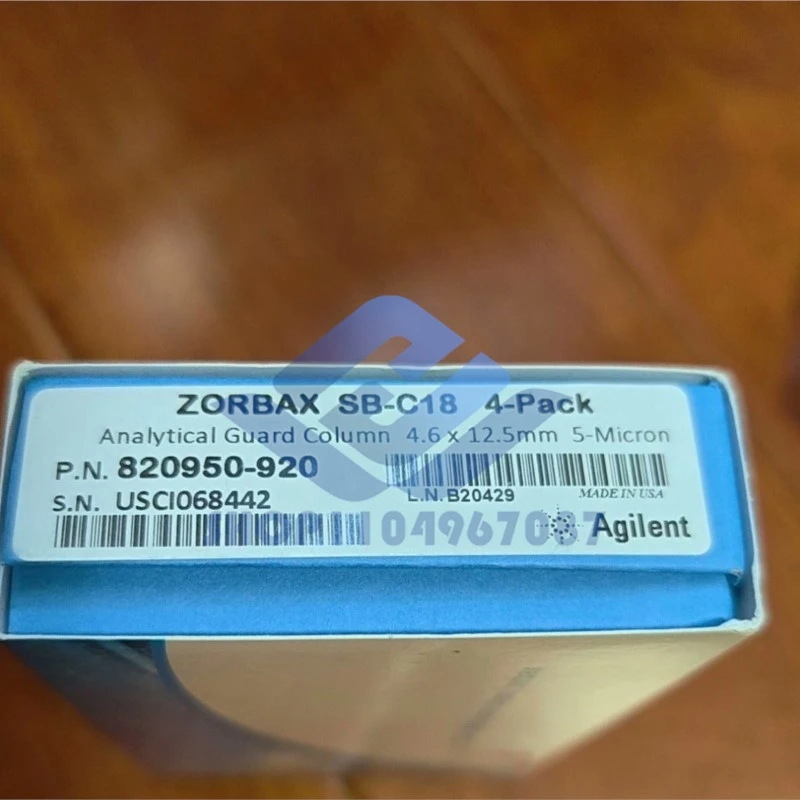 ZORBAX SB-C18 4-Pack
Analytical Guard Column 4.6 x 12.5mm 5-Micron
P.N. 820950-920
S.N. USCI068442
L.N. B20429
MADE IN USA
Agilent